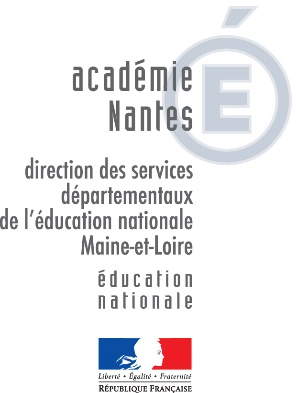 académie
Nantes
É
direction des services
départementaux
de l'éducation nationale
Maine-et-Loire
éducation
nationale
Liberté • Égalité • Fraternité
RÉPUBLIQUE FRANÇAISE